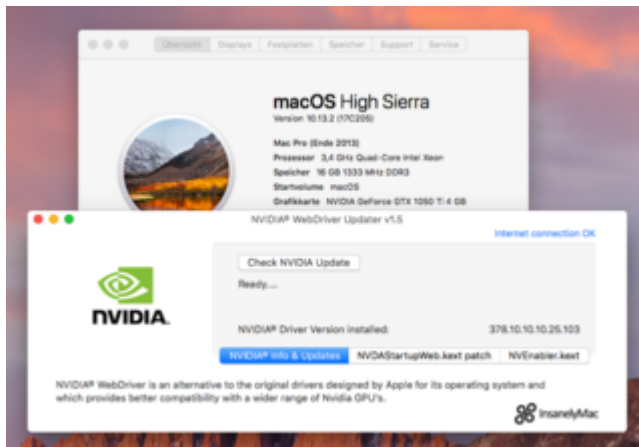 Übersicht Displays Festplatten Speicher Support Service
macOS High Sierra
Version 10.13.2 (17C205)
Mac Pro (Ende 2013)
Prozessor 3,4 GHz Quad-Core Intel Xeon
Speicher 16 GB 1333 MHz DDR3
Startvolume macOS
Grafikkarte NVIDIA GeForce GTX 1050 Ti 4 GB
NVIDIA® WebDriver Updater v1.5
Internet connection OK
Check NVIDIA Update
Ready....
NVIDIA.
NVIDIA® Driver Version installed: 378.10.10.10.25.103
NVIDIA® Info & Updates NVDAStartupWeb.kext patch NVEnabler.kext
NVIDIA® WebDriver is an alternative to the original drivers designed by Apple for its operating system and
which provides better compatibility with a wider range of Nvidia GPU's.
InsanelyMac